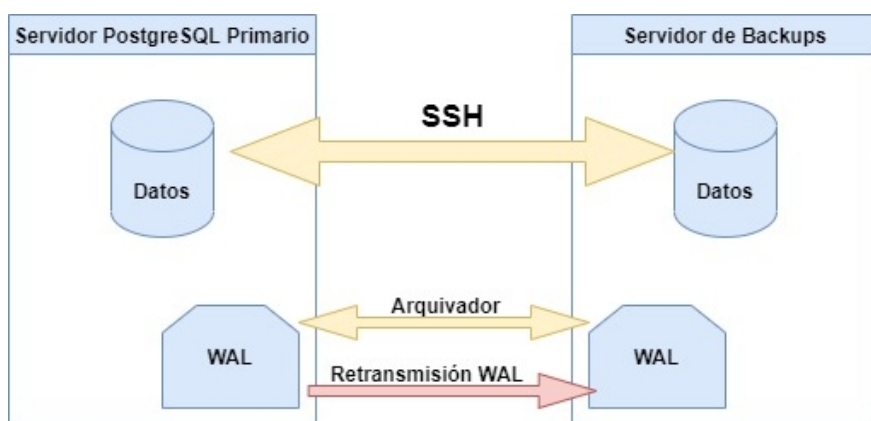 Servidor PostgreSQL Primario
Servidor de Backups
SSH
Datos
Datos
Arquivador
WAL
WAL
Retransmisión WAL